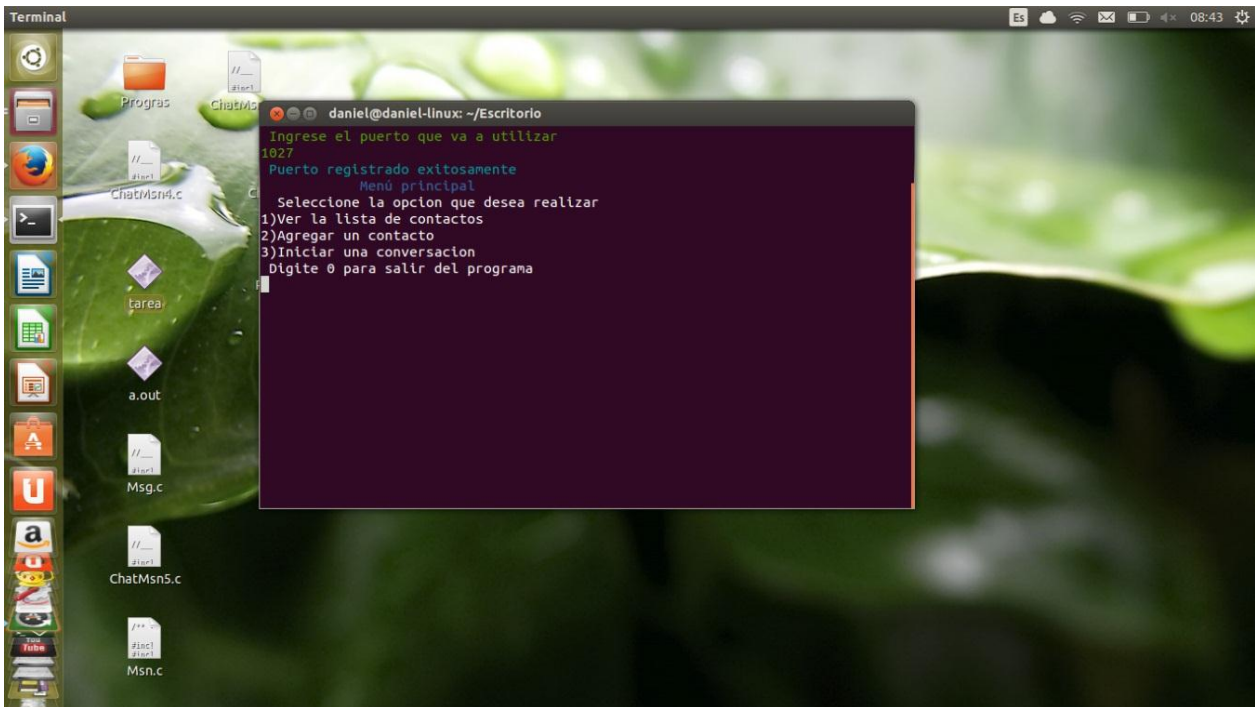 Terminal
Es
08:43
Progras
ChatMs
ChatMsn4.c
tarea
a.out
Msg.c
ChatMsn5.c
Msn.c
daniel@daniel-linux: ~/Escritorio
Ingrese el puerto que va a utilizar
1027
Puerto registrado exitosamente
Menú principal
Seleccione la opcion que desea realizar
1)Ver la lista de contactos
2)Agregar un contacto
3)Iniciar una conversacion
Digite 0 para salir del programa